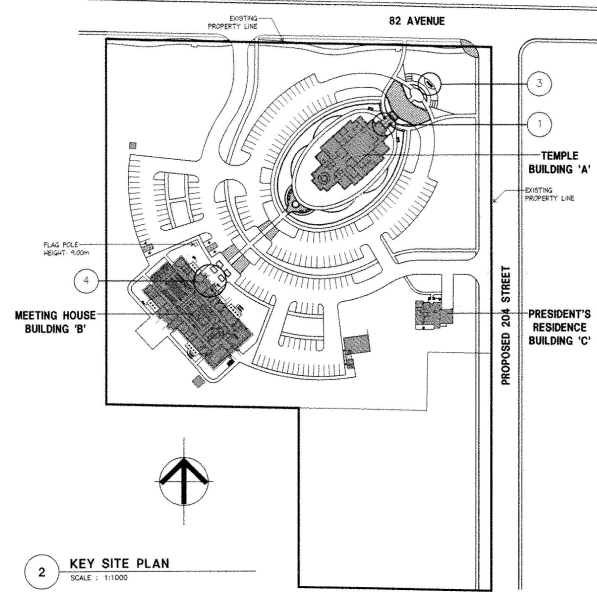 EXISTING
PROPERTY LINE
82 AVENUE
3
1
TEMPLE
BUILDING 'A'
EXISTING
PROPERTY LINE
FLAG POLE
HEIGHT: 9.00m
4
MEETING HOUSE
BUILDING 'B'
PROPOSED 204 STREET
PRESIDENT'S
RESIDENCE
BUILDING 'C'
2
KEY SITE PLAN
SCALE : 1:1000